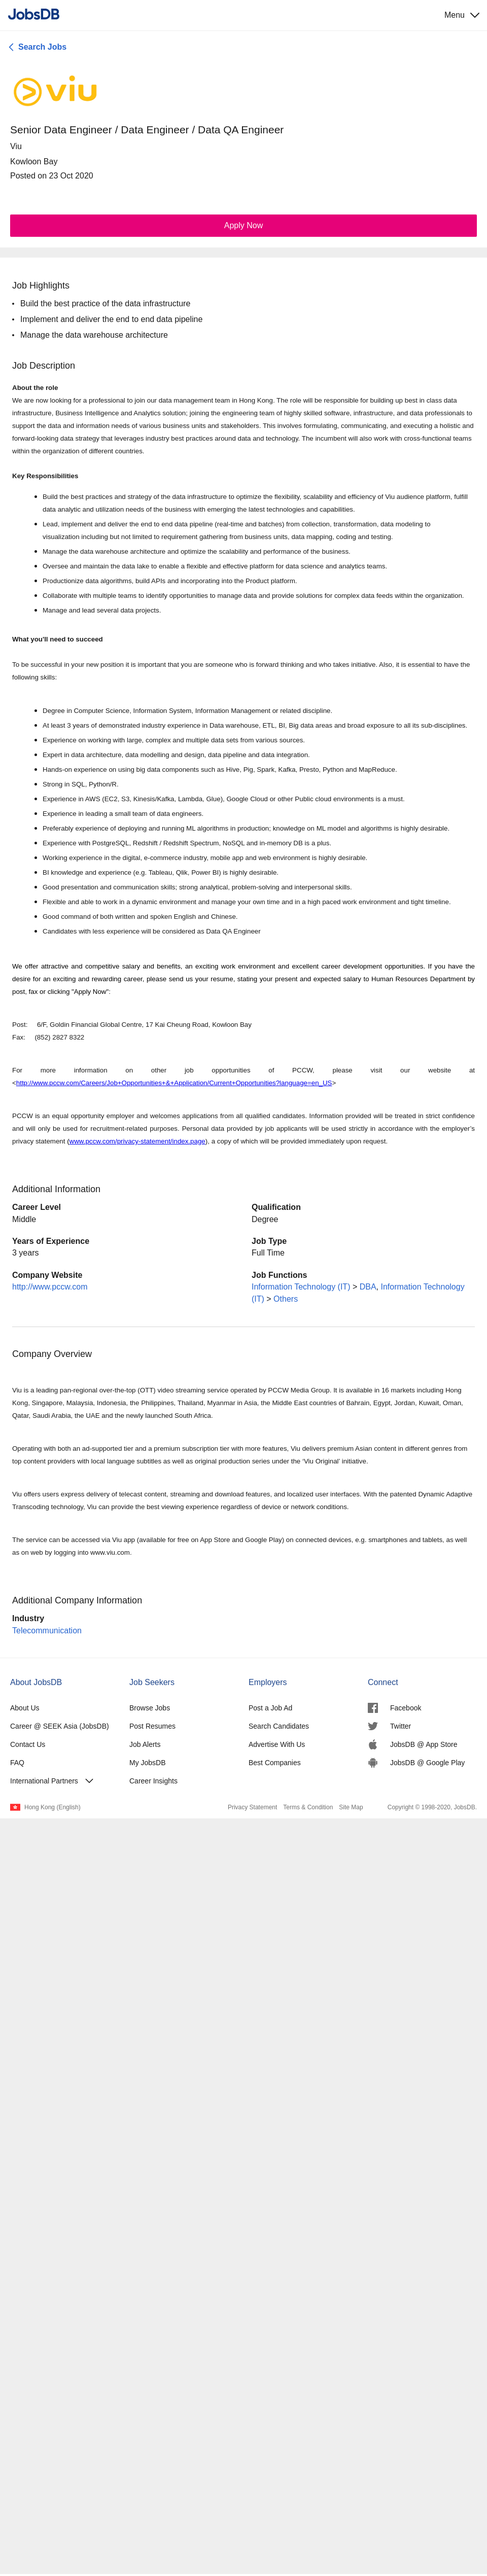 JobsDB
Menu
Search Jobs
viu
Senior Data Engineer / Data Engineer / Data QA Engineer
Viu
Kowloon Bay
Posted on 23 Oct 2020
Apply Now
Job Highlights
• Build the best practice of the data infrastructure
• Implement and deliver the end to end data pipeline
• Manage the data warehouse architecture
Job Description
About the role
We are now looking for a professional to join our data management team in Hong Kong. The role will be responsible for building up best in class data
infrastructure, Business Intelligence and Analytics solution; joining the engineering team of highly skilled software, infrastructure, and data professionals to
support the data and information needs of various business units and stakeholders. This involves formulating, communicating, and executing a holistic and
forward-looking data strategy that leverages industry best practices around data and technology. The incumbent will also work with cross-functional teams
within the organization of different countries.
Key Responsibilities
• Build the best practices and strategy of the data infrastructure to optimize the flexibility, scalability and efficiency of Viu audience platform, fulfill
data analytic and utilization needs of the business with emerging the latest technologies and capabilities.
• Lead, implement and deliver the end to end data pipeline (real-time and batches) from collection, transformation, data modeling to
visualization including but not limited to requirement gathering from business units, data mapping, coding and testing.
• Manage the data warehouse architecture and optimize the scalability and performance of the business.
• Oversee and maintain the data lake to enable a flexible and effective platform for data science and analytics teams.
• Productionize data algorithms, build APIs and incorporating into the Product platform.
• Collaborate with multiple teams to identify opportunities to manage data and provide solutions for complex data feeds within the organization.
• Manage and lead several data projects.
What you'll need to succeed
To be successful in your new position it is important that you are someone who is forward thinking and who takes initiative. Also, it is essential to have the
following skills:
• Degree in Computer Science, Information System, Information Management or related discipline.
• At least 3 years of demonstrated industry experience in Data warehouse, ETL, BI, Big data areas and broad exposure to all its sub-disciplines.
• Experience on working with large, complex and multiple data sets from various sources.
• Expert in data architecture, data modelling and design, data pipeline and data integration.
• Hands-on experience on using big data components such as Hive, Pig, Spark, Kafka, Presto, Python and MapReduce.
• Strong in SQL, Python/R.
• Experience in AWS (EC2, S3, Kinesis/Kafka, Lambda, Glue), Google Cloud or other Public cloud environments is a must.
• Experience in leading a small team of data engineers.
• Preferably experience of deploying and running ML algorithms in production; knowledge on ML model and algorithms is highly desirable.
• Experience with PostgreSQL, Redshift / Redshift Spectrum, NoSQL and in-memory DB is a plus.
• Working experience in the digital, e-commerce industry, mobile app and web environment is highly desirable.
• BI knowledge and experience (e.g. Tableau, Qlik, Power BI) is highly desirable.
• Good presentation and communication skills; strong analytical, problem-solving and interpersonal skills.
• Flexible and able to work in a dynamic environment and manage your own time and in a high paced work environment and tight timeline.
• Good command of both written and spoken English and Chinese.
• Candidates with less experience will be considered as Data QA Engineer
We offer attractive and competitive salary and benefits, an exciting work environment and excellent career development opportunities. If you have the
desire for an exciting and rewarding career, please send us your resume, stating your present and expected salary to Human Resources Department by
post, fax or clicking "Apply Now":
Post: 6/F, Goldin Financial Global Centre, 17 Kai Cheung Road, Kowloon Bay
Fax: (852) 2827 8322
For more information on other job opportunities of PCCW, please visit our website at
<http://www.pccw.com/Careers/Job+Opportunities+&+Application/Current+Opportunities?language=en_US>
PCCW is an equal opportunity employer and welcomes applications from all qualified candidates. Information provided will be treated in strict confidence
and will only be used for recruitment-related purposes. Personal data provided by job applicants will be used strictly in accordance with the employer's
privacy statement (www.pccw.com/privacy-statement/index.page), a copy of which will be provided immediately upon request.
Additional Information
Career Level
Middle
Qualification
Degree
Years of Experience
3 years
Job Type
Full Time
Company Website
http://www.pccw.com
Job Functions
Information Technology (IT) > DBA, Information Technology
(IT) > Others
Company Overview
Viu is a leading pan-regional over-the-top (OTT) video streaming service operated by PCCW Media Group. It is available in 16 markets including Hong
Kong, Singapore, Malaysia, Indonesia, the Philippines, Thailand, Myanmar in Asia, the Middle East countries of Bahrain, Egypt, Jordan, Kuwait, Oman,
Qatar, Saudi Arabia, the UAE and the newly launched South Africa.
Operating with both an ad-supported tier and a premium subscription tier with more features, Viu delivers premium Asian content in different genres from
top content providers with local language subtitles as well as original production series under the ‘Viu Original’ initiative.
Viu offers users express delivery of telecast content, streaming and download features, and localized user interfaces. With the patented Dynamic Adaptive
Transcoding technology, Viu can provide the best viewing experience regardless of device or network conditions.
The service can be accessed via Viu app (available for free on App Store and Google Play) on connected devices, e.g. smartphones and tablets, as well
as on web by logging into www.viu.com.
Additional Company Information
Industry
Telecommunication
About JobsDB
About Us
Career @ SEEK Asia (JobsDB)
Contact Us
FAQ
International Partners
Job Seekers
Browse Jobs
Post Resumes
Job Alerts
My JobsDB
Career Insights
Employers
Post a Job Ad
Search Candidates
Advertise With Us
Best Companies
Connect
Facebook
Twitter
JobsDB @ App Store
JobsDB @ Google Play
Hong Kong (English)
Privacy Statement Terms & Condition Site Map Copyright © 1998-2020, JobsDB.